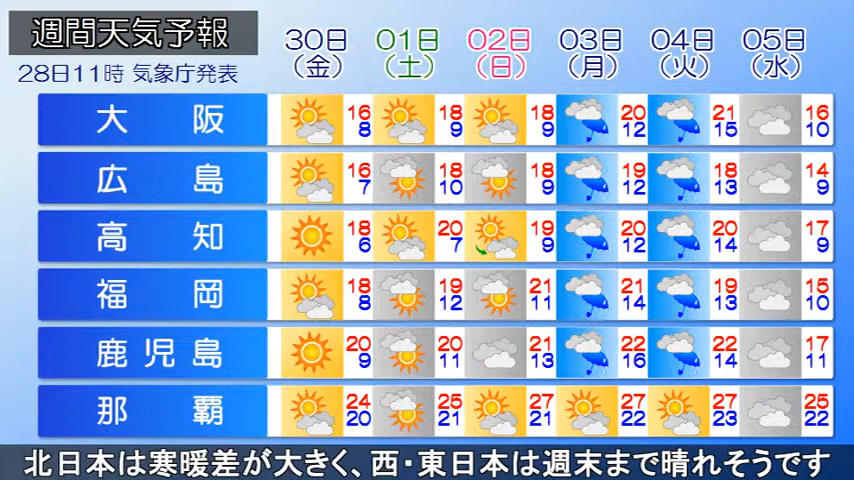 週間天気予報
28日11時 気象庁発表
30日 01日 02日 03日 04日 05日
(金) (土) (日) (月) (火) (水)
大阪 16 8 18 9 18 9 20 12 21 15 16 10
広島 16 7 18 10 18 9 19 12 18 13 14 9
高知 18 6 20 7 19 9 20 12 20 14 17 9
福岡 18 8 19 12 21 11 21 14 19 13 15 10
鹿児島 20 9 20 11 21 13 22 16 22 14 17 11
那覇 24 20 25 21 27 21 27 22 27 23 25 22
北日本は寒暖差が大きく、西・東日本は週末まで晴れそうです